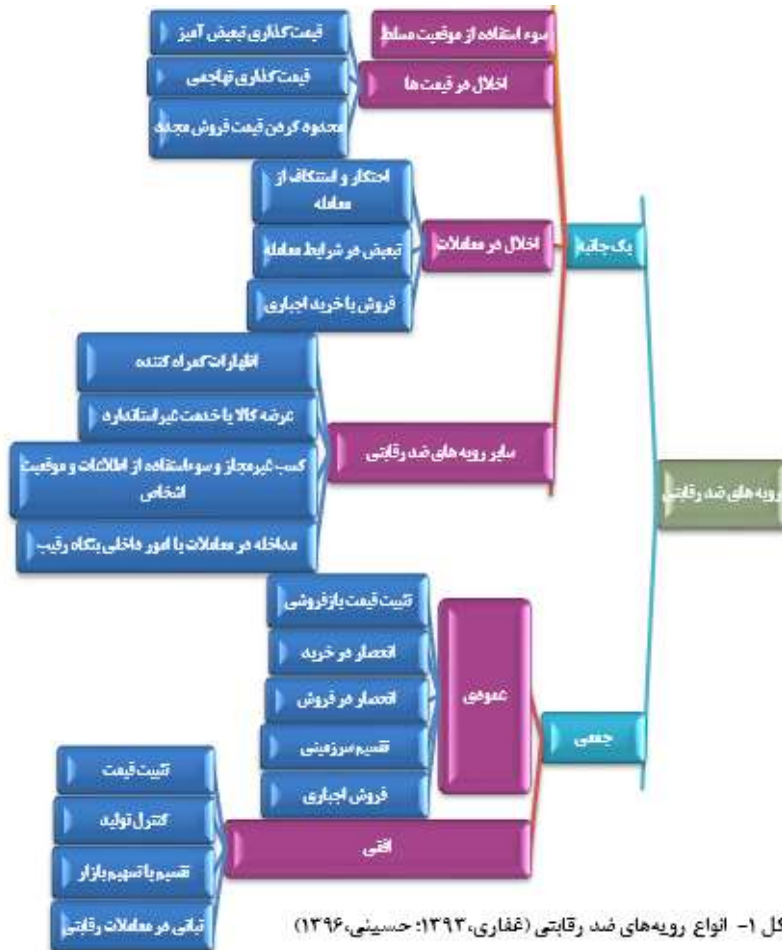 رویه های ضد رقابتی
یک جانبه
سوء استفاده از موقعیت مسلط
اخلال در قیمت ها
قیمت گذاری تبعیض آمیز
قیمت گذاری تهاجمی
محدود کردن قیمت فروش مجدد
اخلال در معاملات
احتکار و استنکاف از
معامله
تبعیض در شرایط معامله
فروش یا خرید اجباری
سایر رویه های ضد رقابتی
اظهارات گمراه کننده
عرضه کالا یا خدمت غیر استاندارد
کسب غیرمجاز و سوءاستفاده از اطلاعات و موقعیت
اشخاص
مداخله در معاملات یا امور داخلی بنگاه رقیب
جمعی
عمودی
تثبیت قیمت بازفروشی
انحصار در خرید
انحصار در فروش
تقسیم سرزمینی
فروش اجباری
افقی
تثبیت قیمت
کنترل تولید
تقسیم یا تسهیم بازار
تبانی در معاملات رقابتی
کل ۱- انواع رویه‌های ضد رقابتی (غفاری،۱۳۹۳؛ حسینی،۱۳۹۶)